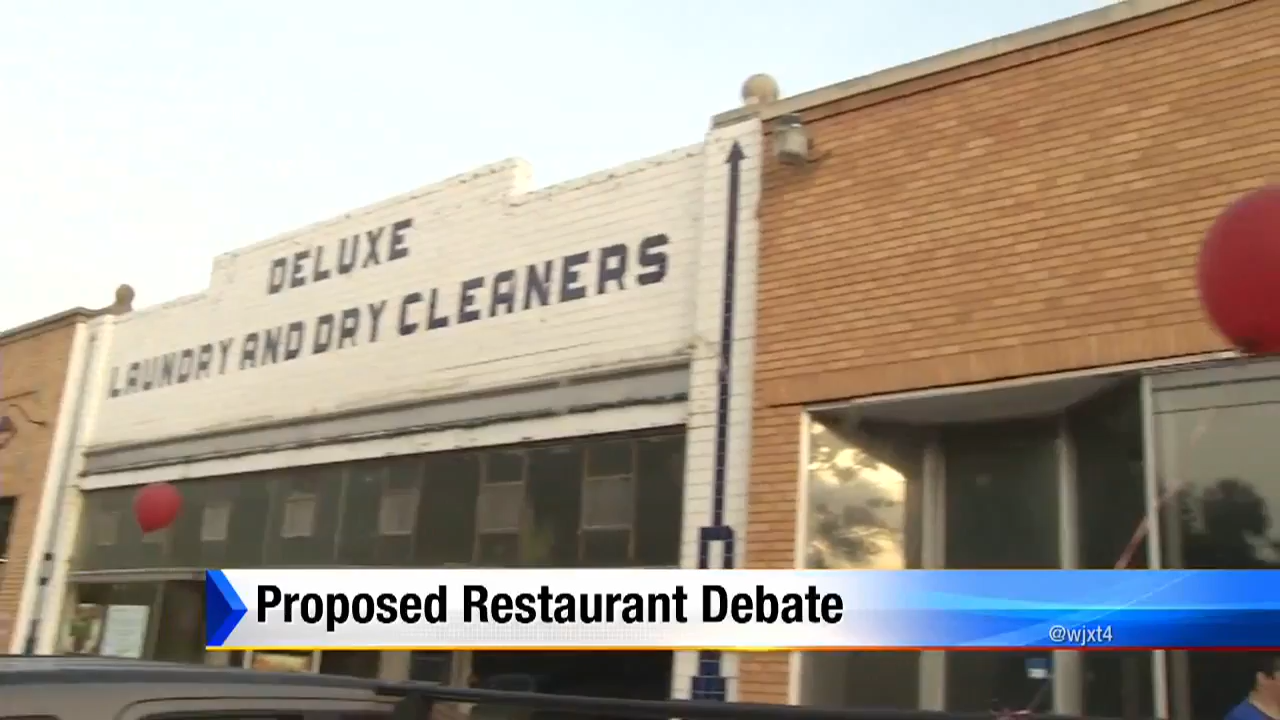 DELUXE
LAUNDRY AND DRY CLEANERS
Proposed Restaurant Debate
@wjxt4